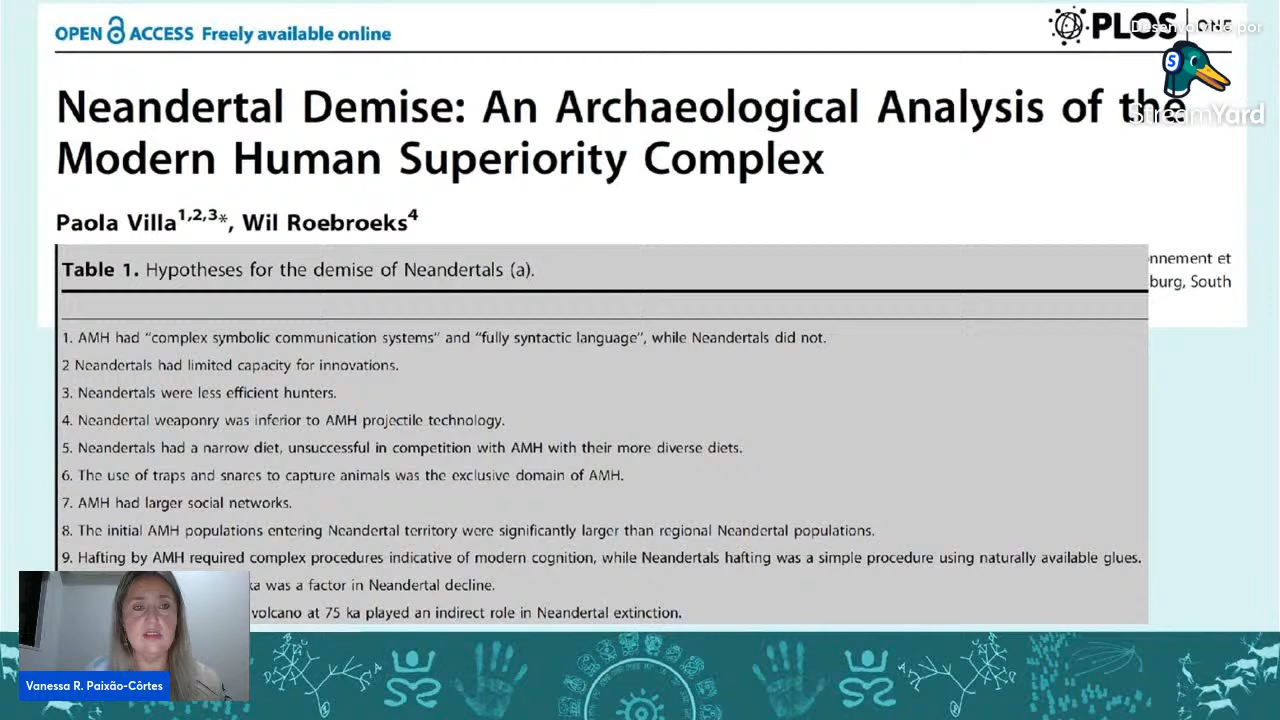 OPEN ACCESS Freely available online
PLOS
Desenvolvido por
StreamYard
Neandertal Demise: An Archaeological Analysis of the
Modern Human Superiority Complex
Paola Villa1,2,3*, Wil Roebroeks4
nnement et
burg, South
Table 1. Hypotheses for the demise of Neandertals (a).
1. AMH had “complex symbolic communication systems” and “fully syntactic language”, while Neandertals did not.
2 Neandertals had limited capacity for innovations.
3. Neandertals were less efficient hunters.
4. Neandertal weaponry was inferior to AMH projectile technology.
5. Neandertals had a narrow diet, unsuccessful in competition with AMH with their more diverse diets.
6. The use of traps and snares to capture animals was the exclusive domain of AMH.
7. AMH had larger social networks.
8. The initial AMH populations entering Neandertal territory were significantly larger than regional Neandertal populations.
9. Hafting by AMH required complex procedures indicative of modern cognition, while Neandertals hafting was a simple procedure using naturally available glues.
ka was a factor in Neandertal decline.
volcano at 75 ka played an indirect role in Neandertal extinction.
Vanessa R. Paixão-Côrtes